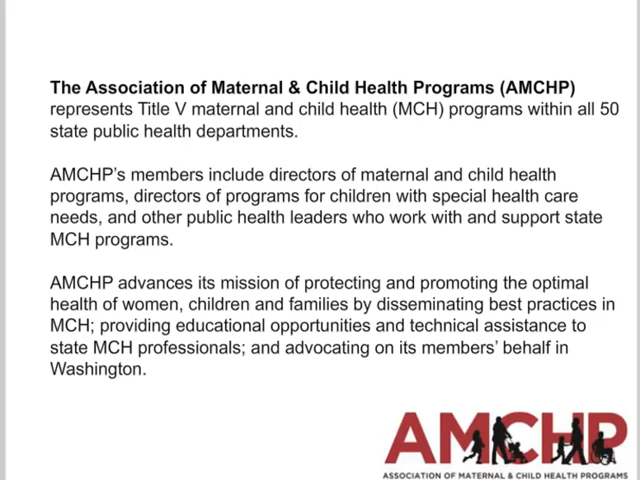 The Association of Maternal & Child Health Programs (AMCHP)
represents Title V maternal and child health (MCH) programs within all 50
state public health departments.
AMCHP's members include directors of maternal and child health
programs, directors of programs for children with special health care
needs, and other public health leaders who work with and support state
MCH programs.
AMCHP advances its mission of protecting and promoting the optimal
health of women, children and families by disseminating best practices in
MCH; providing educational opportunities and technical assistance to
state MCH professionals; and advocating on its members' behalf in
Washington.
AMCHP
ASSOCIATION OF MATERNAL & CHILD HEALTH PROGRAMS